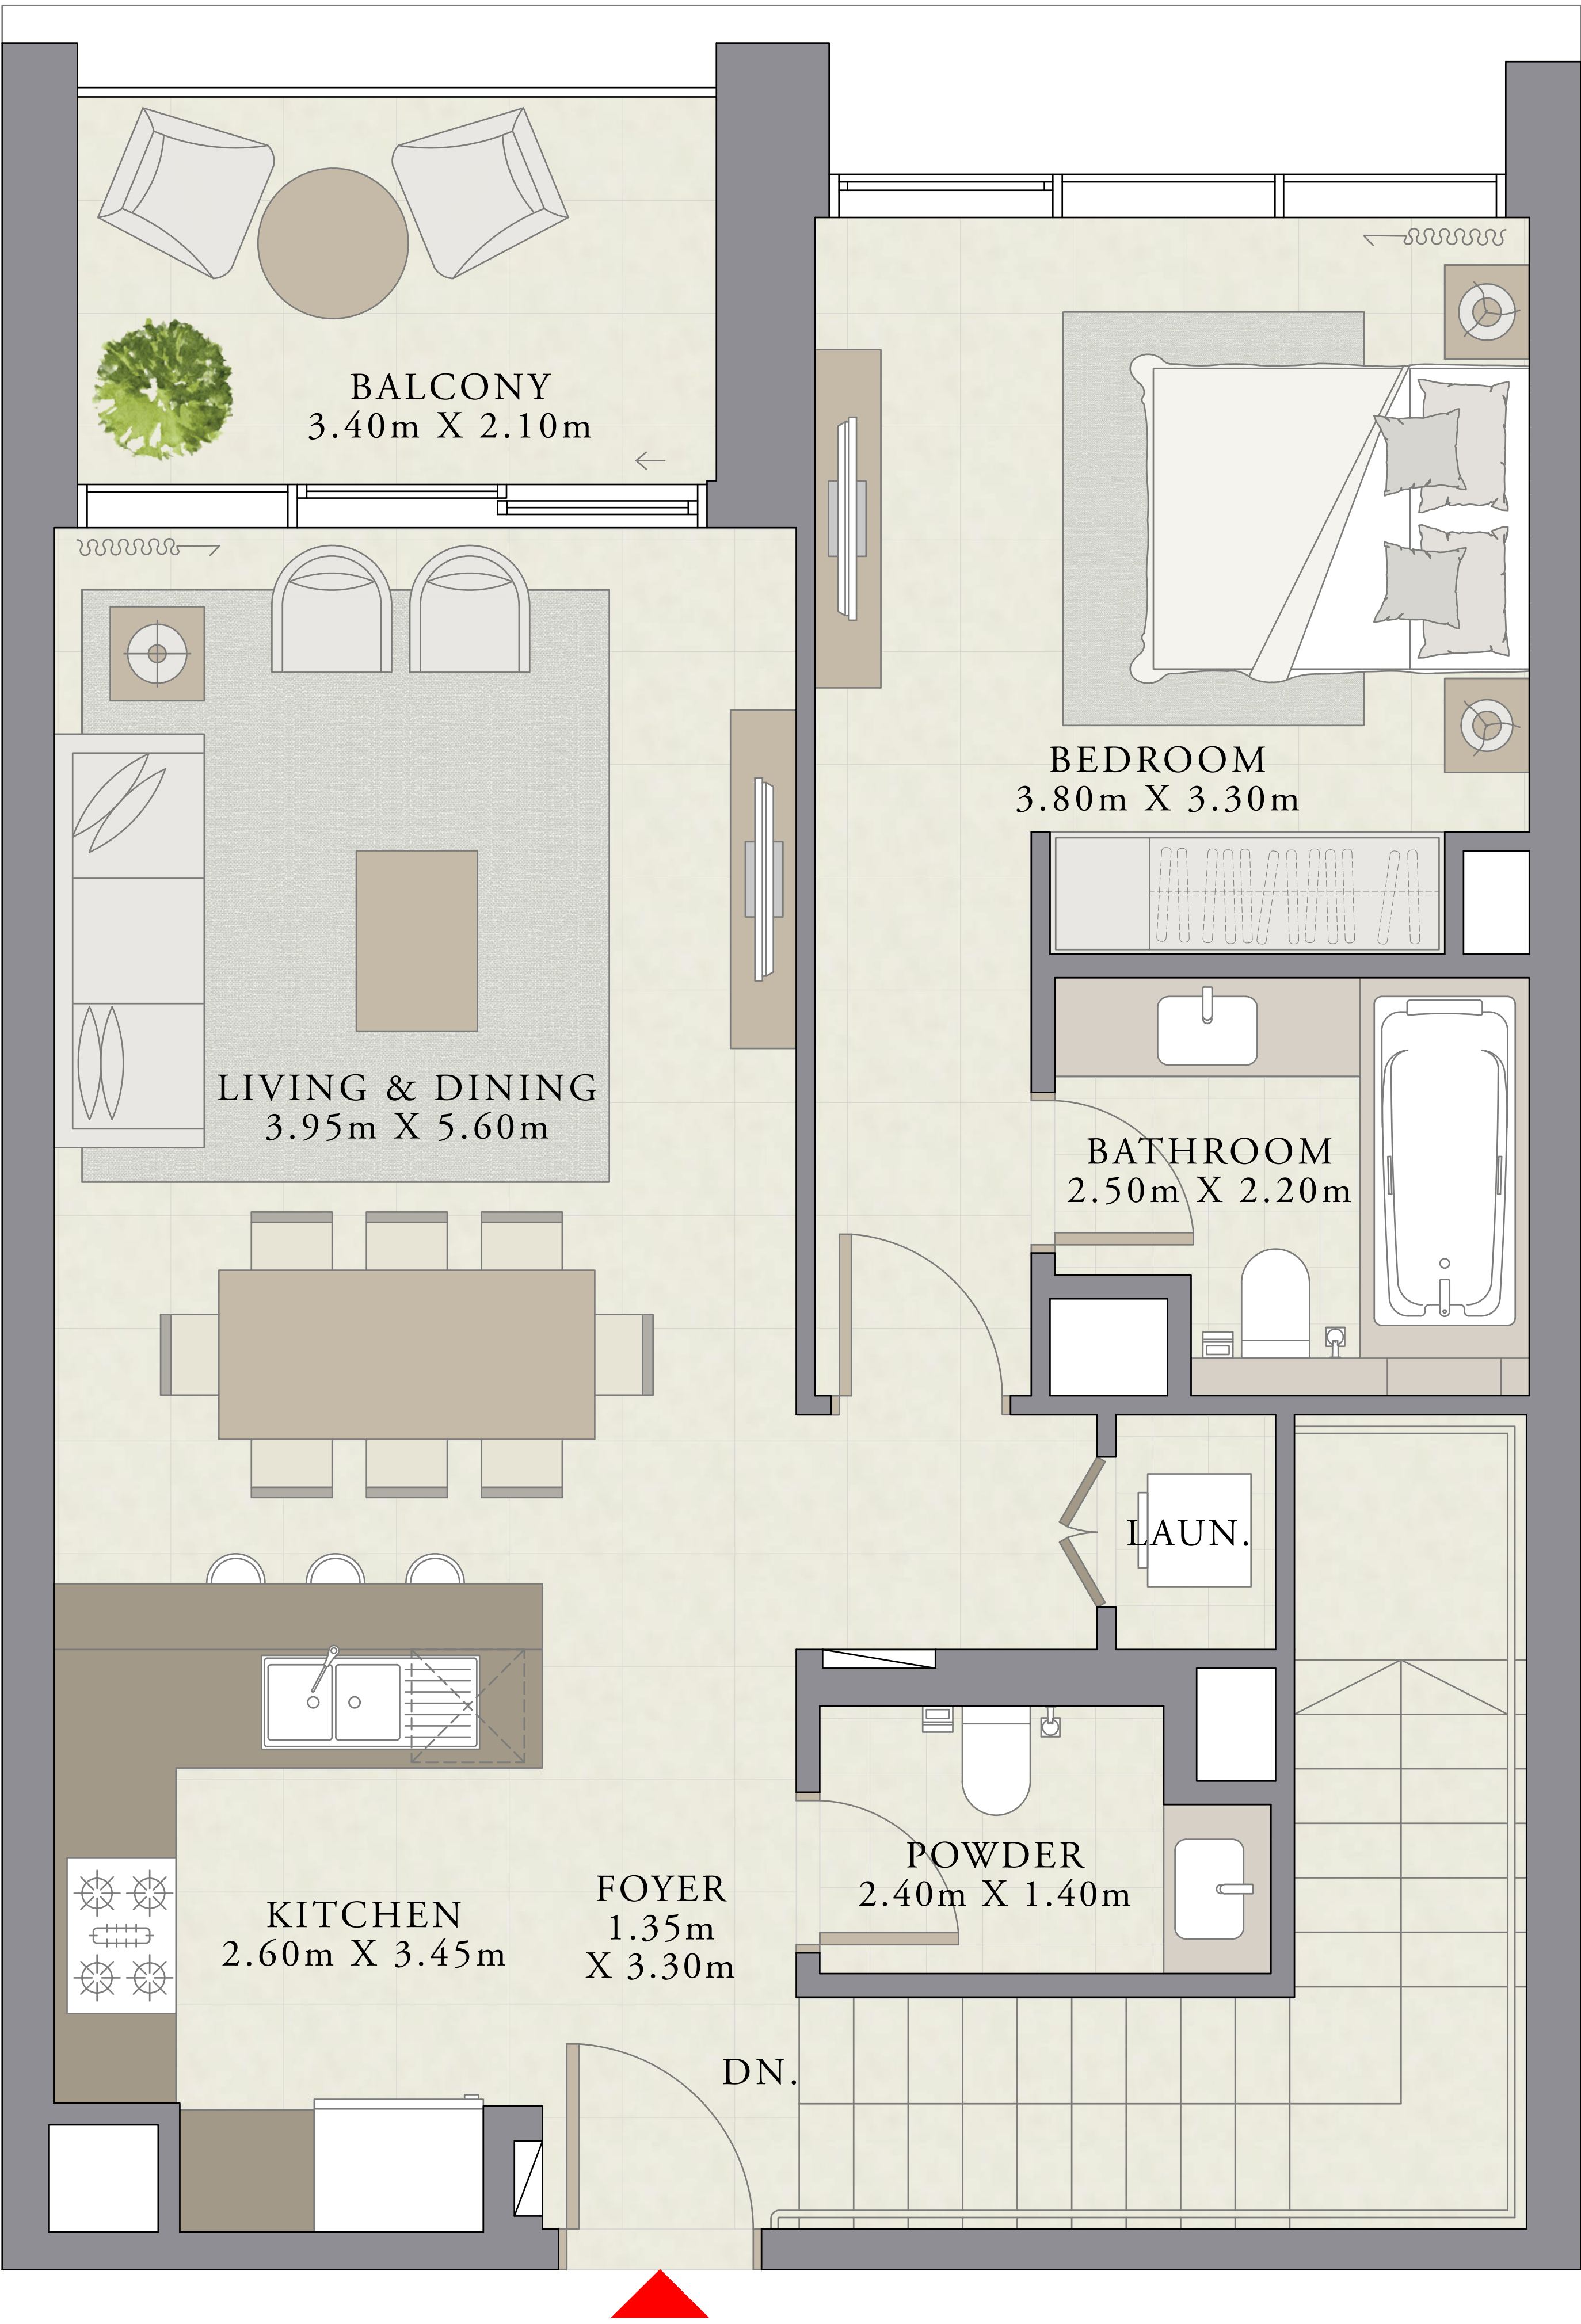 BALCONY
3.40m X 2.10m
BEDROOM
3.80m X 3.30m
LIVING & DINING
3.95m X 5.60m
BATHROOM
2.50m X 2.20m
LAUN.
POWDER
2.40m X 1.40m
FOYER
1.35m
X 3.30m
KITCHEN
2.60m X 3.45m
DN.